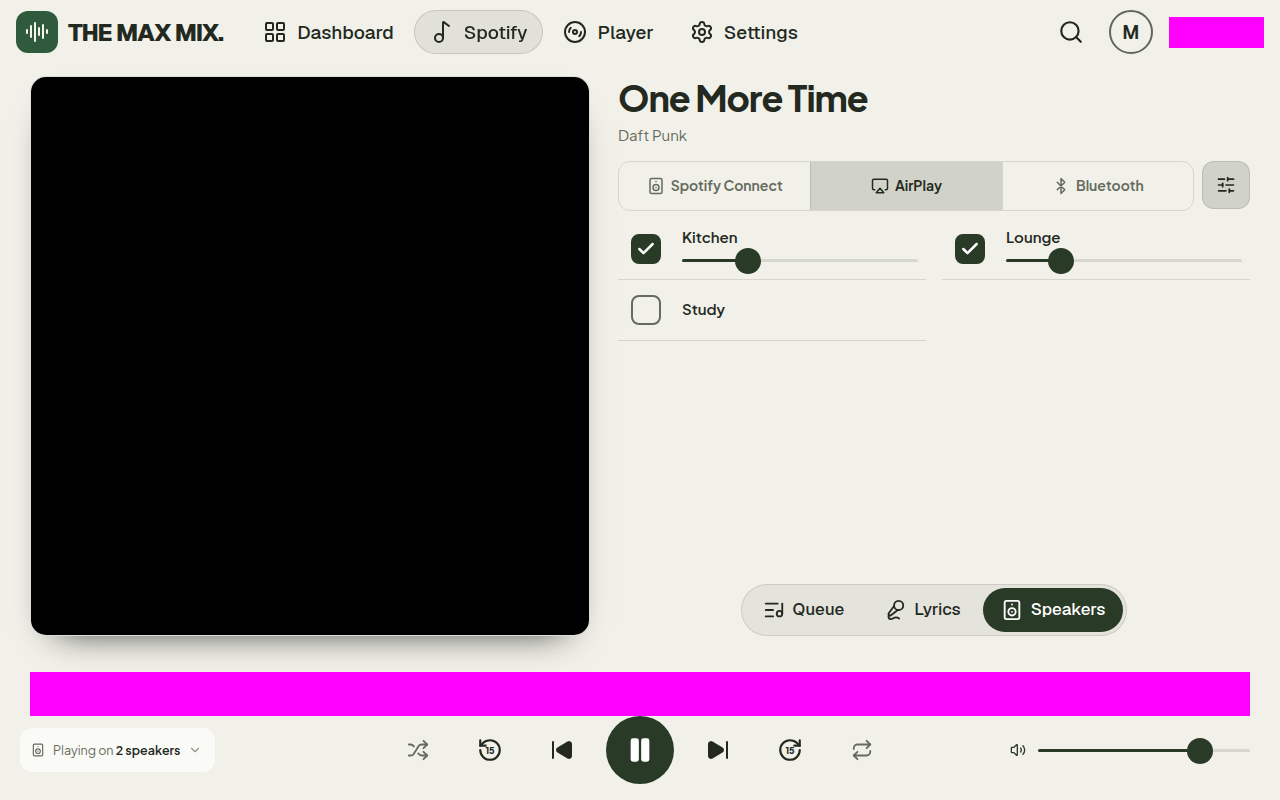 THE MAX MIX.
Dashboard
Spotify
Player
Settings
M
One More Time
Daft Punk
Spotify Connect
AirPlay
Bluetooth
Kitchen
Lounge
Study
Queue
Lyrics
Speakers
Playing on 2 speakers
15
15